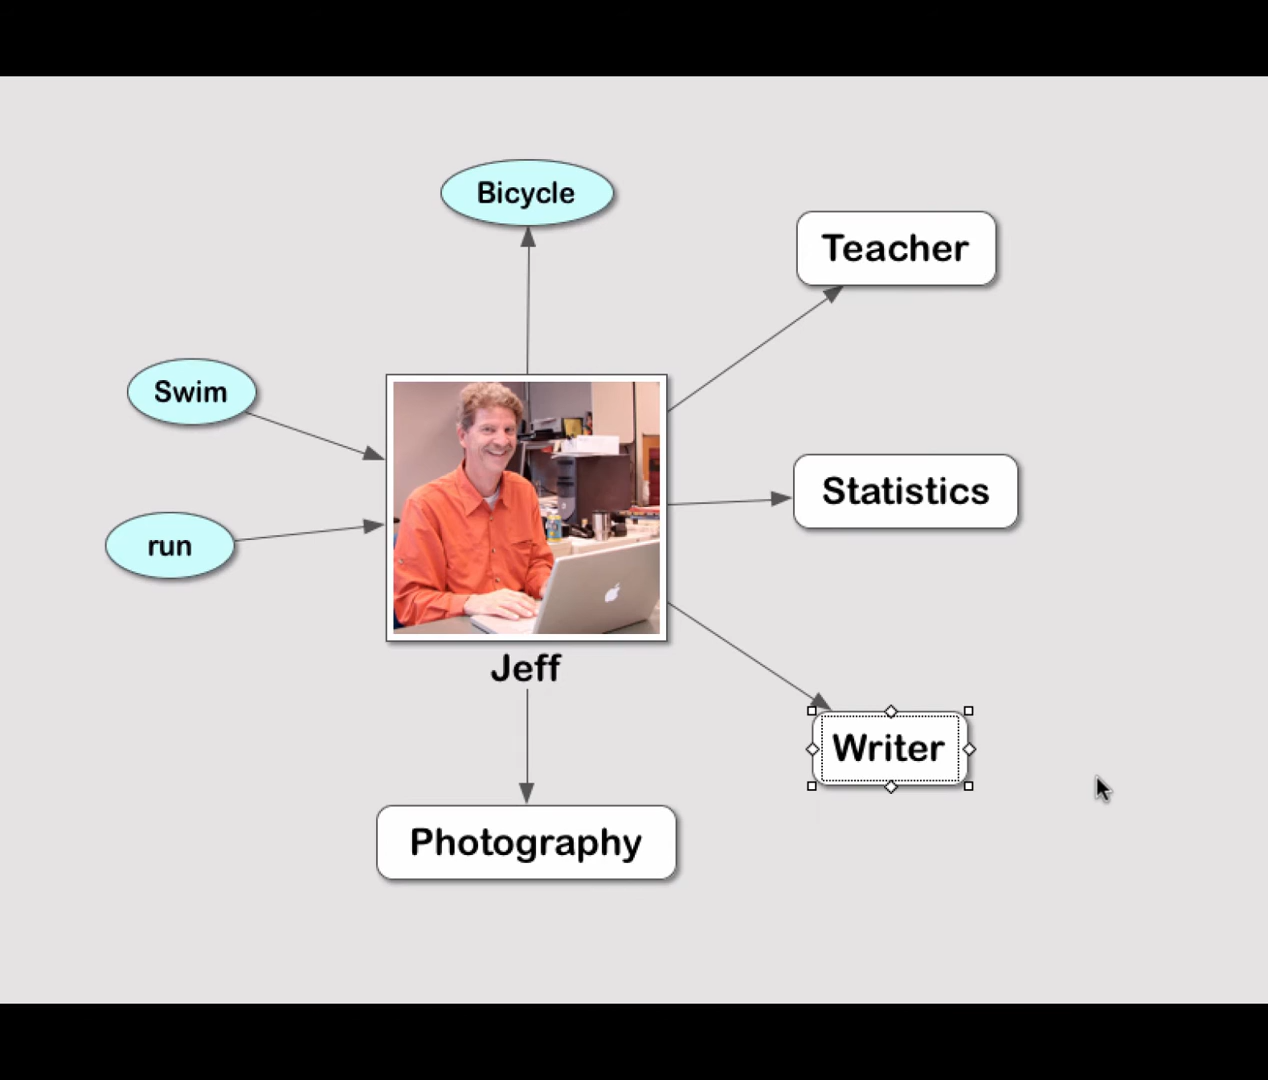 Bicycle
Teacher
Swim
Statistics
run
Jeff
Writer
Photography